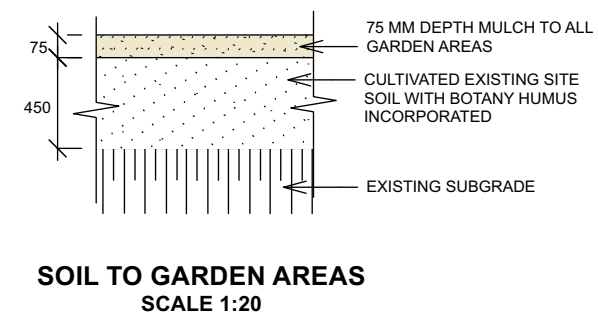 75
75 MM DEPTH MULCH TO ALL
GARDEN AREAS
450
CULTIVATED EXISTING SITE
SOIL WITH BOTANY HUMUS
INCORPORATED
EXISTING SUBGRADE
SOIL TO GARDEN AREAS
SCALE 1:20